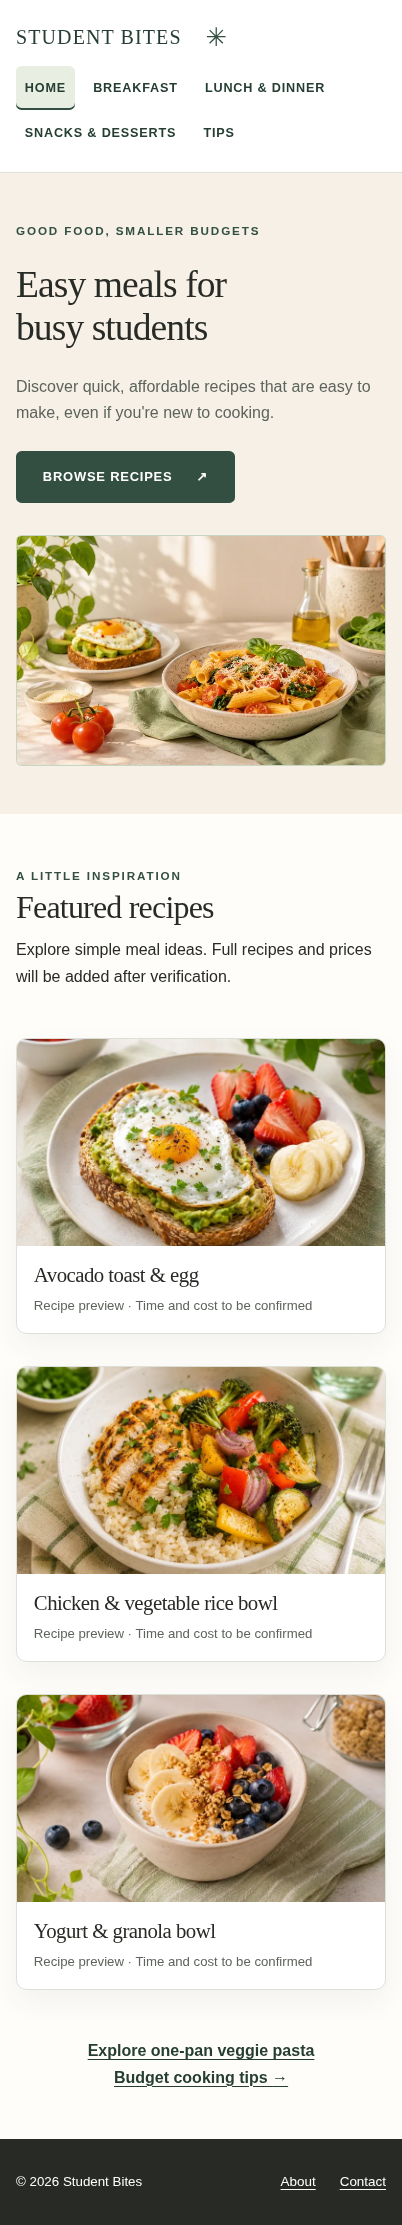 STUDENT BITES ✳
HOME BREAKFAST LUNCH & DINNER
SNACKS & DESSERTS TIPS
GOOD FOOD, SMALLER BUDGETS
Easy meals for
busy students
Discover quick, affordable recipes that are easy to
make, even if you're new to cooking.
BROWSE RECIPES ↗
A LITTLE INSPIRATION
Featured recipes
Explore simple meal ideas. Full recipes and prices
will be added after verification.
Avocado toast & egg
Recipe preview · Time and cost to be confirmed
Chicken & vegetable rice bowl
Recipe preview · Time and cost to be confirmed
Yogurt & granola bowl
Recipe preview · Time and cost to be confirmed
Explore one-pan veggie pasta
Budget cooking tips →
© 2026 Student Bites About Contact